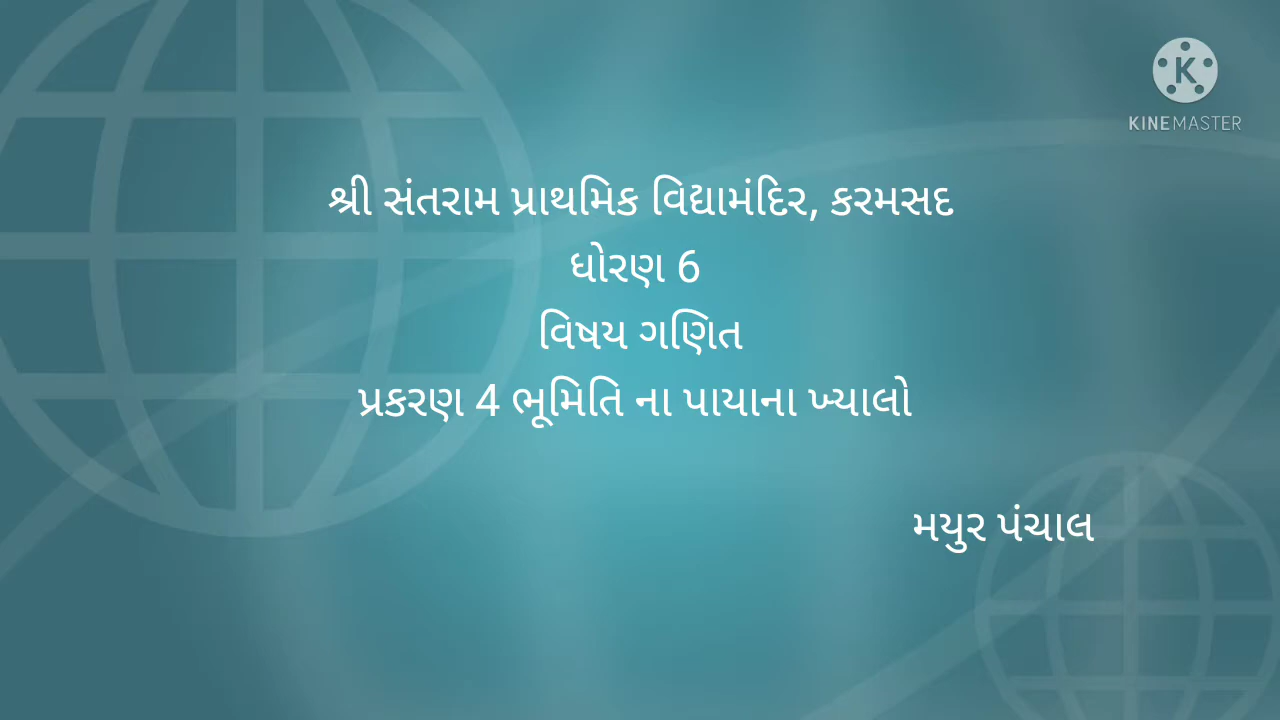 K
KINEMASTER
શ્રી સંતરામ પ્રાથમિક વિદ્યામંદિર, કરમસદ
ધોરણ 6
વિષય ગણિત
પ્રકરણ 4 ભૂમિતિ ના પાયાના ખ્યાલો
મયુર પંચાલ